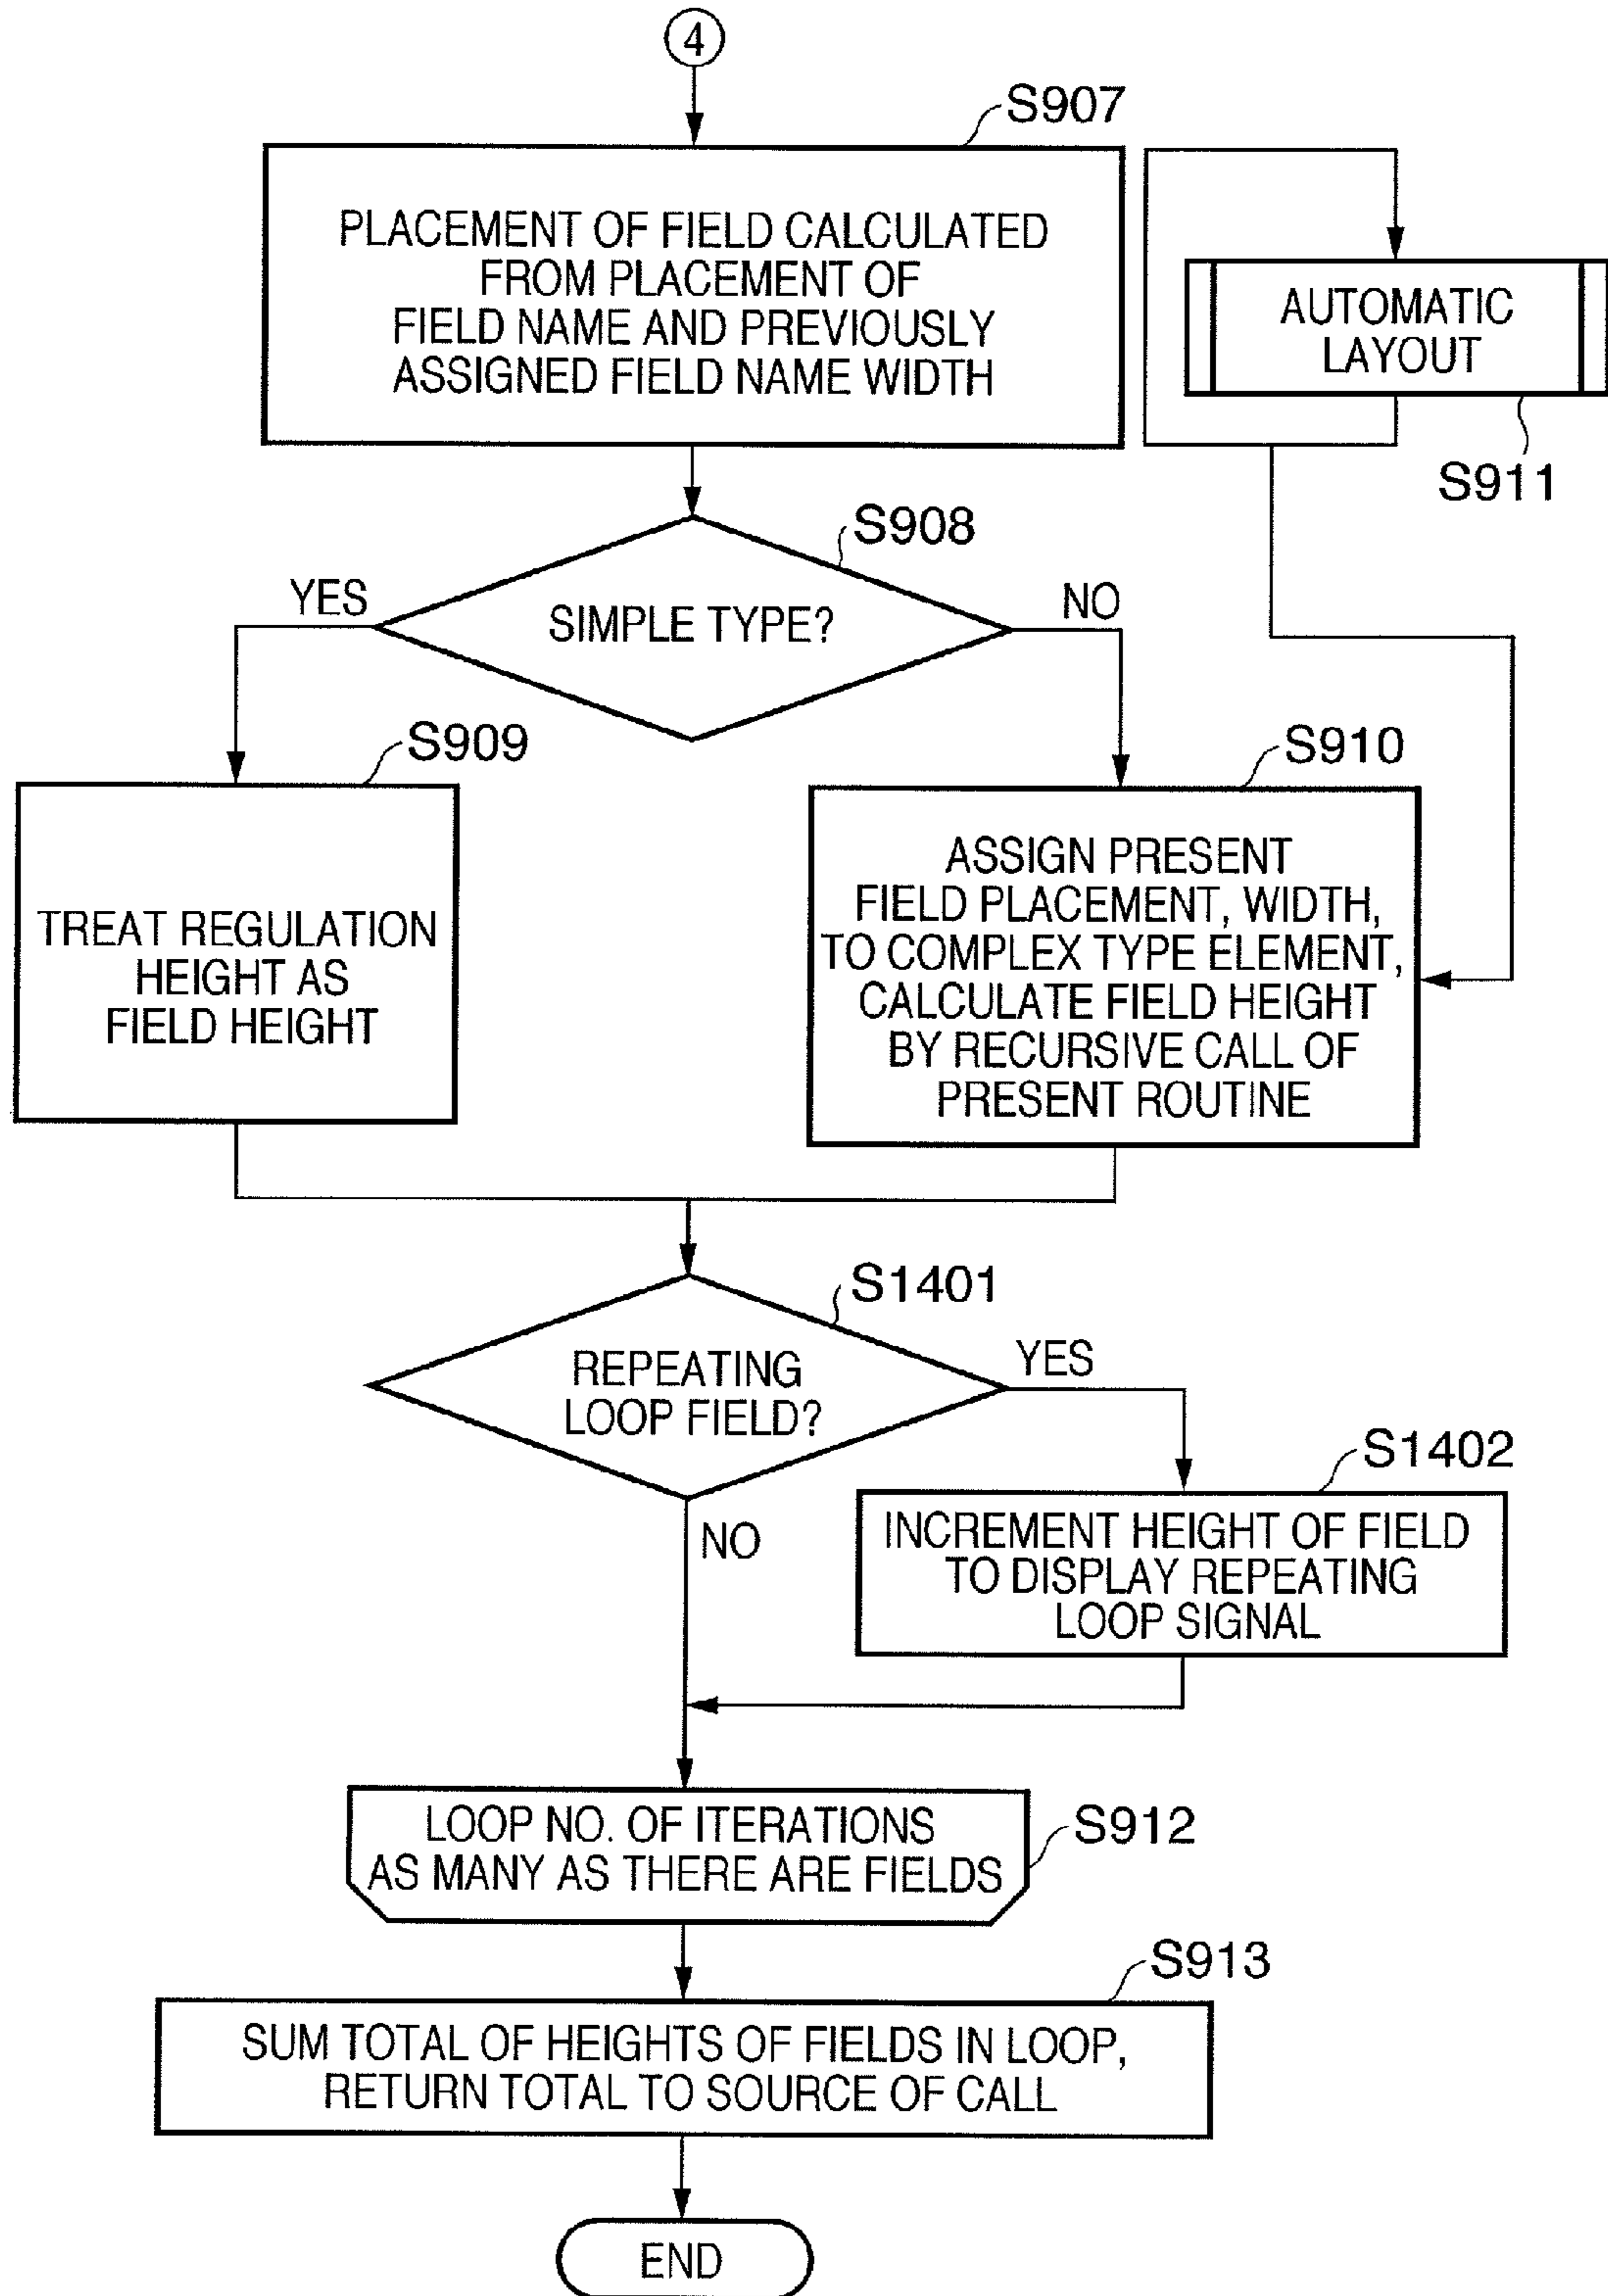 4
S907
PLACEMENT OF FIELD CALCULATED
FROM PLACEMENT OF
FIELD NAME AND PREVIOUSLY
ASSIGNED FIELD NAME WIDTH
AUTOMATIC
LAYOUT
S911
S908
YES
SIMPLE TYPE?
NO
S909
TREAT REGULATION
HEIGHT AS
FIELD HEIGHT
S910
ASSIGN PRESENT
FIELD PLACEMENT, WIDTH,
TO COMPLEX TYPE ELEMENT,
CALCULATE FIELD HEIGHT
BY RECURSIVE CALL OF
PRESENT ROUTINE
S1401
REPEATING
LOOP FIELD?
YES
NO
S1402
INCREMENT HEIGHT OF FIELD
TO DISPLAY REPEATING
LOOP SIGNAL
LOOP NO. OF ITERATIONS
AS MANY AS THERE ARE FIELDS
S912
S913
SUM TOTAL OF HEIGHTS OF FIELDS IN LOOP,
RETURN TOTAL TO SOURCE OF CALL
END